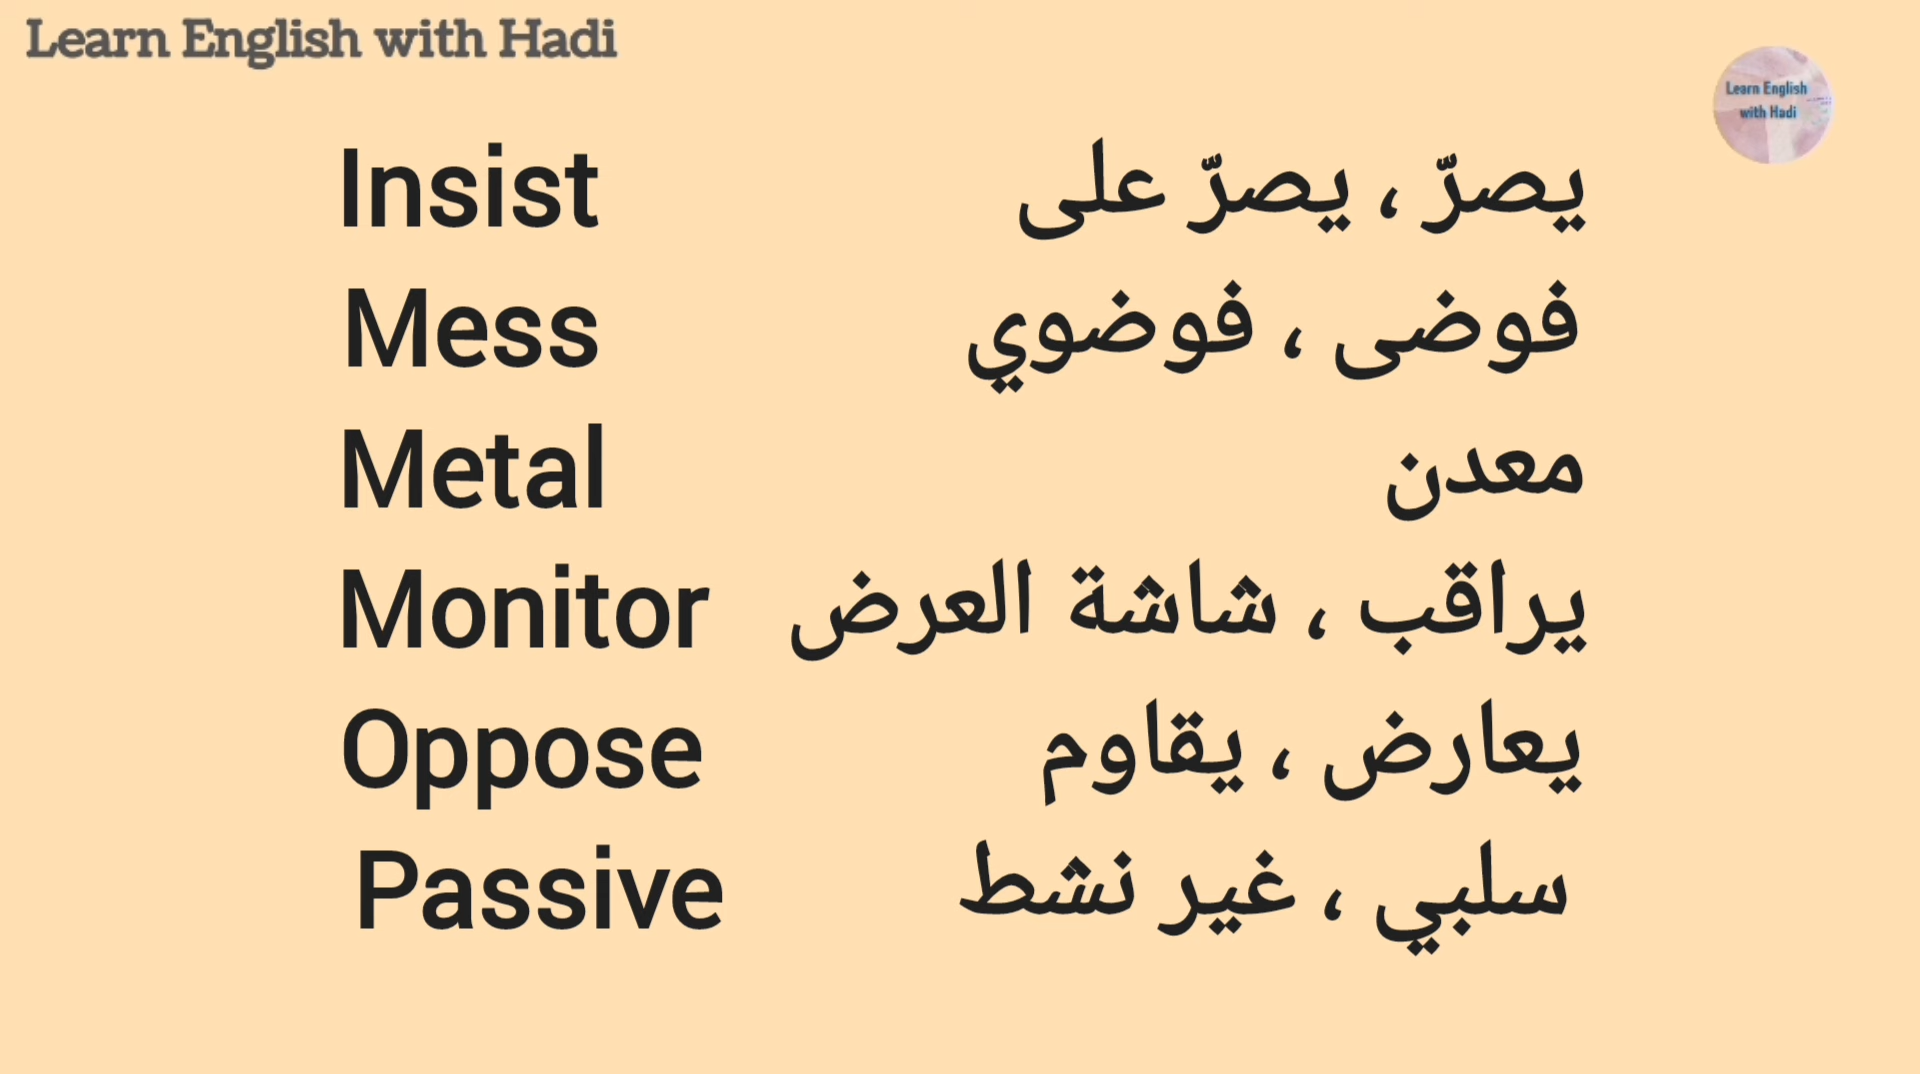 Learn English with Hadi
Learn English
with Hadi
Insist يصرّ ، يصرّ على
Mess فوضى ، فوضوي
Metal معدن
Monitor يراقب ، شاشة العرض
Oppose يعارض ، يقاوم
Passive سلبي ، غير نشط